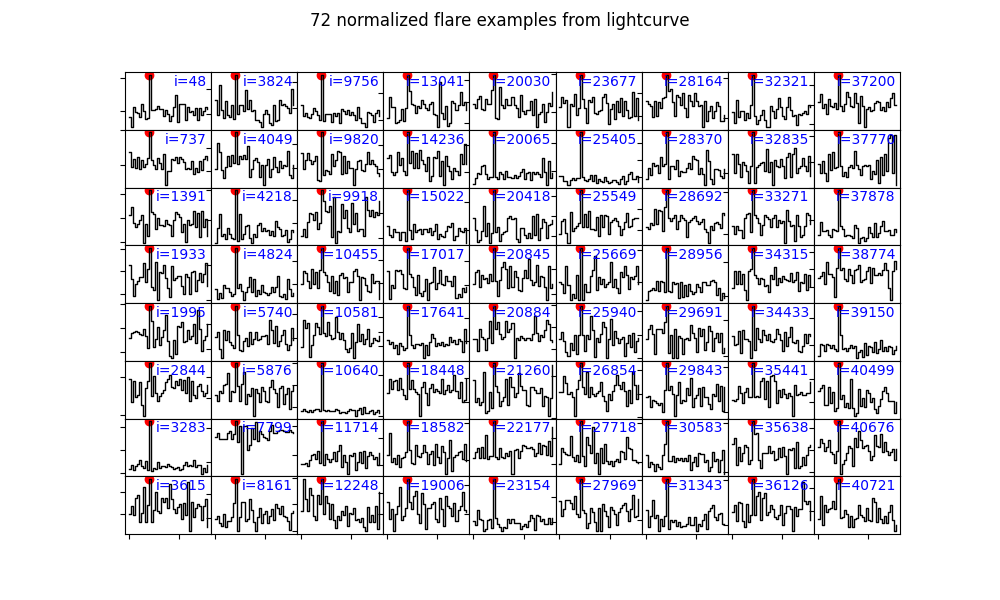 72 normalized flare examples from lightcurve
i=48 i=3824 i=9756 i=13041 i=20030 i=23677 i=28164 i=32321 i=37200
i=737 i=4049 i=9820 i=14236 i=20065 i=25405 i=28370 i=32835 i=37776
i=1391 i=4218 i=9918 i=15022 i=20418 i=25549 i=28692 i=33271 i=37878
i=1933 i=4824 i=10455 i=17017 i=20845 i=25669 i=28956 i=34315 i=38774
i=1995 i=5740 i=10581 i=17641 i=20884 i=25940 i=29691 i=34433 i=39150
i=2844 i=5876 i=10640 i=18448 i=21260 i=26854 i=29843 i=35441 i=40499
i=3283 i=7799 i=11714 i=18582 i=22177 i=27718 i=30583 i=35638 i=40676
i=3615 i=8161 i=12248 i=19006 i=23154 i=27969 i=31343 i=36126 i=40721